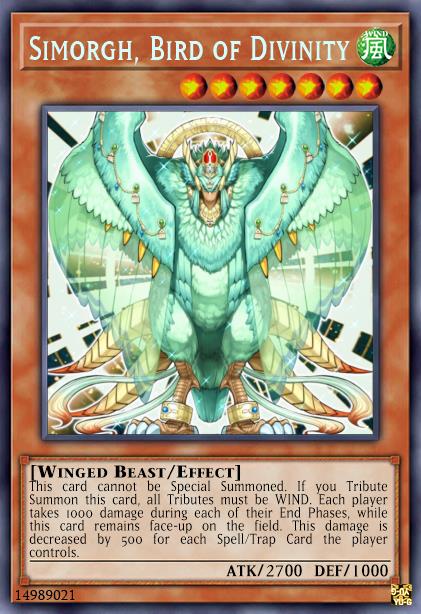 Simorgh, Bird of Divinity
WIND
風
[Winged Beast/Effect]
This card cannot be Special Summoned. If you Tribute
Summon this card, all Tributes must be WIND. Each player
takes 1000 damage during each of their End Phases, while
this card remains face-up on the field. This damage is
decreased by 500 for each Spell/Trap Card the player
controls.
ATK/2700 DEF/1000
14989021